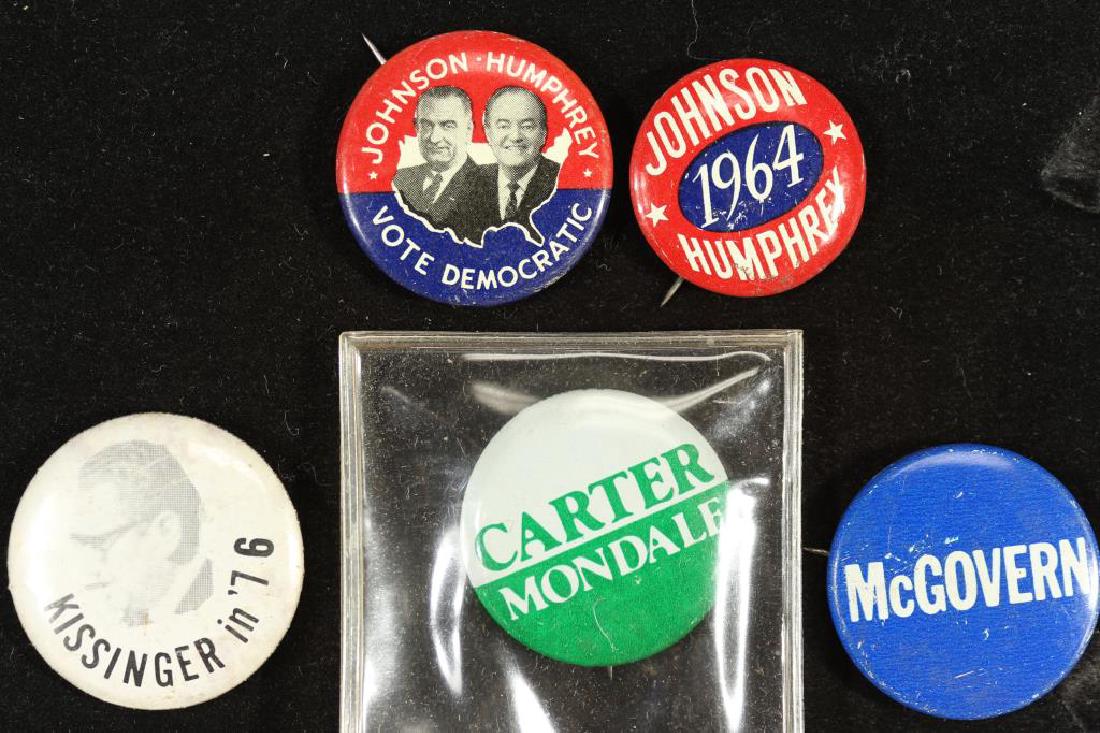 JOHNSON · HUMPHREY
VOTE DEMOCRATIC
JOHNSON
1964
HUMPHREY
KISSINGER in '76
CARTER
MONDALE
McGOVERN